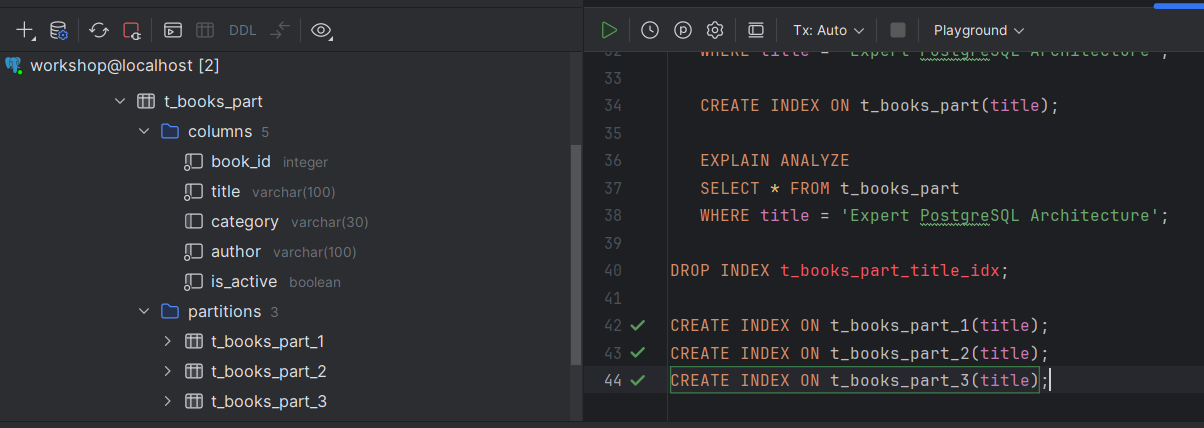 DDL
Tx: Auto
Playground
workshop@localhost [2]
t_books_part
columns 5
book_id integer
title varchar(100)
category varchar(30)
author varchar(100)
is_active boolean
partitions 3
t_books_part_1
t_books_part_2
t_books_part_3
32 WHERE title = 'Expert PostgreSQL Architecture';
33
34 CREATE INDEX ON t_books_part(title);
35
36 EXPLAIN ANALYZE
37 SELECT * FROM t_books_part
38 WHERE title = 'Expert PostgreSQL Architecture';
39
40 DROP INDEX t_books_part_title_idx;
41
42 CREATE INDEX ON t_books_part_1(title);
43 CREATE INDEX ON t_books_part_2(title);
44 CREATE INDEX ON t_books_part_3(title);